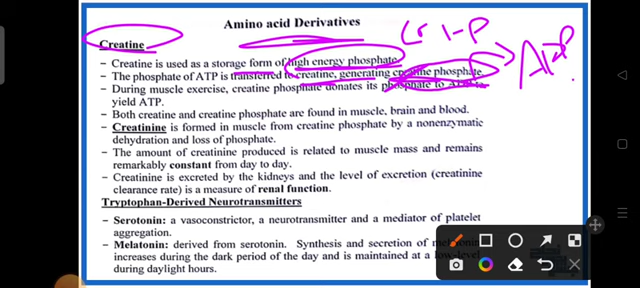 Amino acid Derivatives
Cr 1-P
Creatine
- Creatine is used as a storage form of high energy phosphate.
- The phosphate of ATP is transferred to creatine, generating creatine phosphate.
ATP
- During muscle exercise, creatine phosphate donates its phosphate to
yield ATP.
- Both creatine and creatine phosphate are found in muscle, brain and blood.
- Creatinine is formed in muscle from creatine phosphate by a nonenzymatic
dehydration and loss of phosphate.
- The amount of creatinine produced is related to muscle mass and remains
remarkably constant from day to day.
- Creatinine is excreted by the kidneys and the level of excretion (creatinine
clearance rate) is a measure of renal function.
Tryptophan-Derived Neurotransmitters
- Serotonin: a vasoconstrictor, a neurotransmitter and a mediator of platelet
aggregation.
- Melatonin: derived from serotonin. Synthesis and secretion of
increases during the dark period of the day and is maintained at a
during daylight hours.